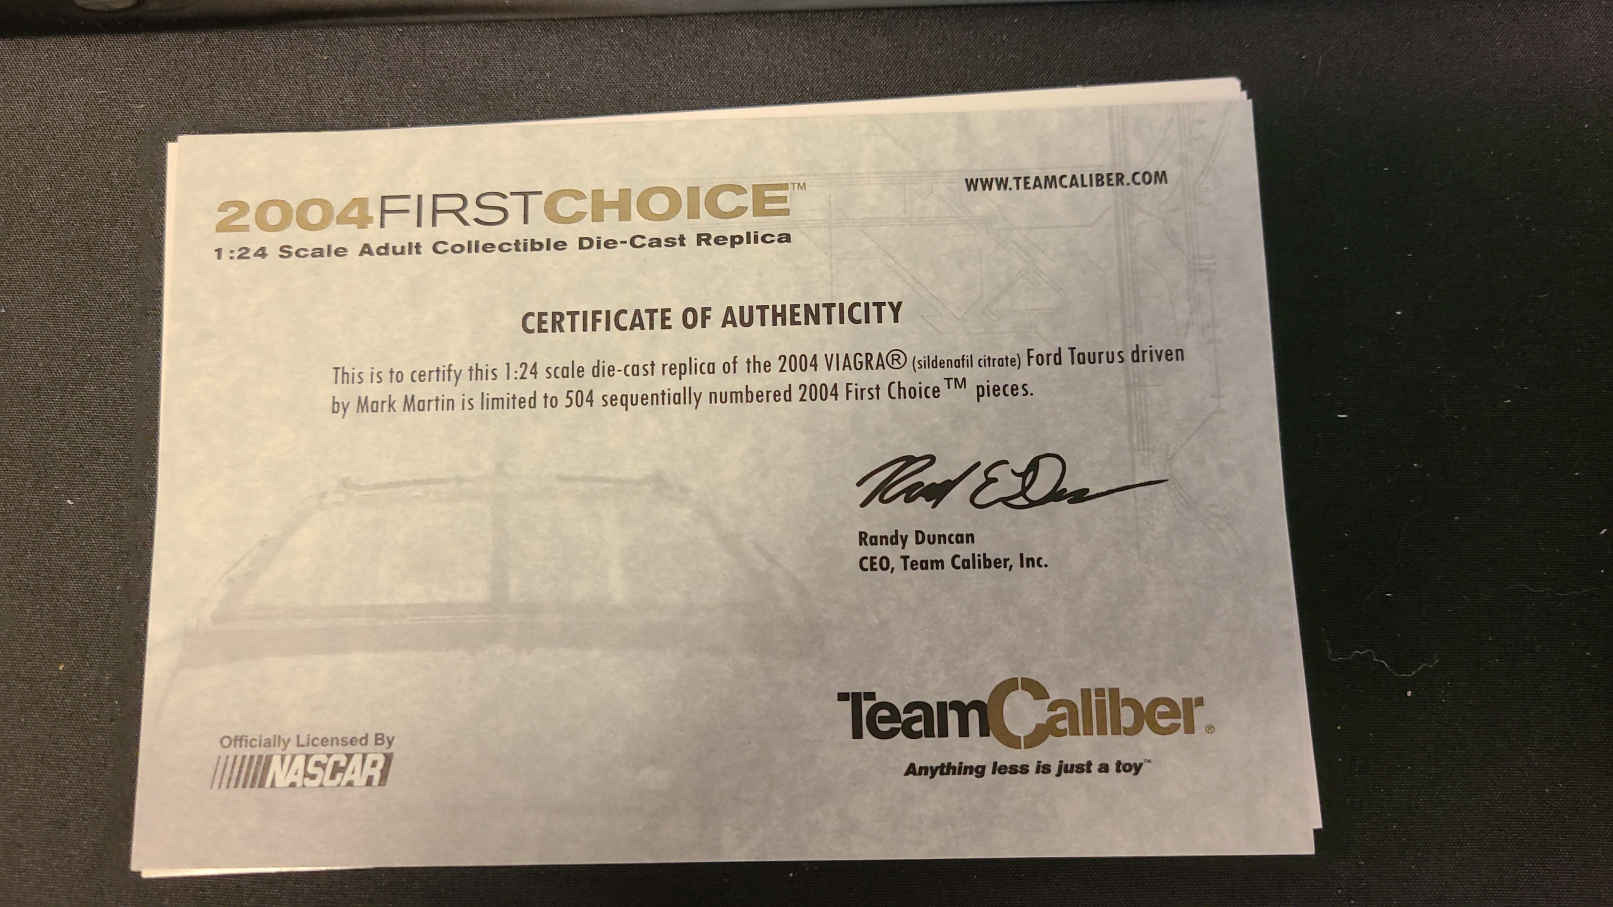 WWW.TEAMCALIBER.COM
2004FIRSTCHOICE™
1:24 Scale Adult Collectible Die-Cast Replica
CERTIFICATE OF AUTHENTICITY
This is to certify this 1:24 scale die-cast replica of the 2004 VIAGRA® (sildenafil citrate) Ford Taurus driven
by Mark Martin is limited to 504 sequentially numbered 2004 First Choice™ pieces.
Randy Duncan
CEO, Team Caliber, Inc.
TeamCaliber®
Anything less is just a toy™
Officially Licensed By
NASCAR